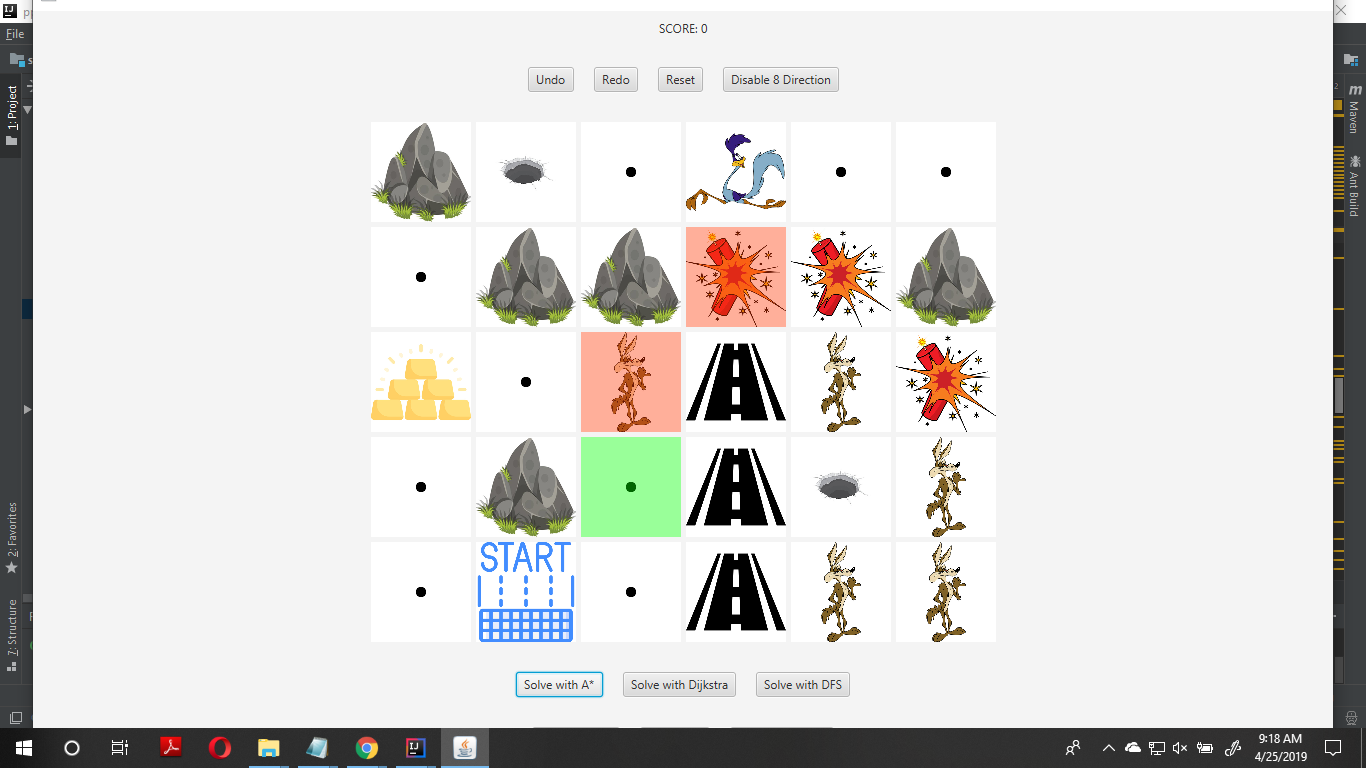 File
SCORE: 0
Undo Redo Reset Disable 8 Direction
1: Project
Maven
Ant Build
2: Favorites
7: Structure
START
Solve with A* Solve with Dijkstra Solve with DFS
9:18 AM
4/25/2019